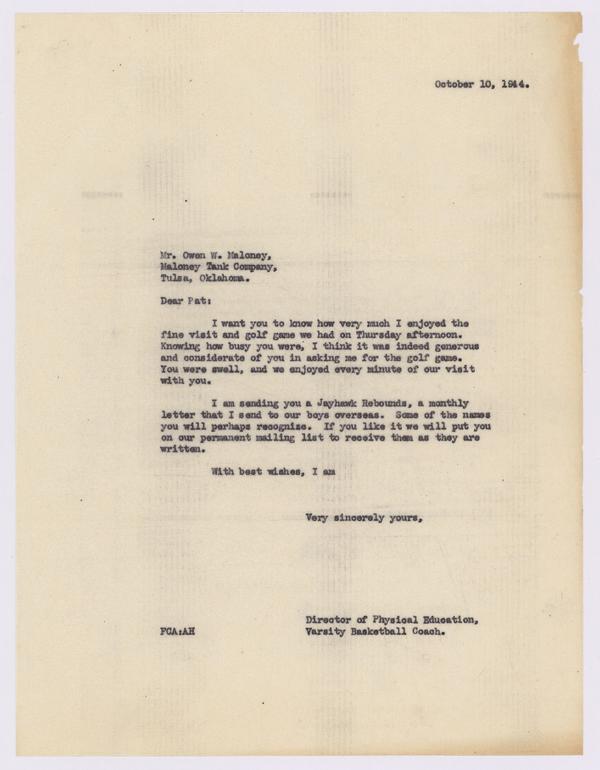 October 10, 1944.
Mr. Owen W. Maloney,
Maloney Tank Company,
Tulsa, Oklahoma.
Dear Pat:
I want you to know how very much I enjoyed the
fine visit and golf game we had on Thursday afternoon.
Knowing how busy you were, I think it was indeed generous
and considerate of you in asking me for the golf game.
You were swell, and we enjoyed every minute of our visit
with you.
I am sending you a Jayhawk Rebounds, a monthly
letter that I send to our boys overseas. Some of the names
you will perhaps recognize. If you like it we will put you
on our permanent mailing list to receive them as they are
written.
With best wishes, I am
Very sincerely yours,
Director of Physical Education,
FCA:AH Varsity Basketball Coach.